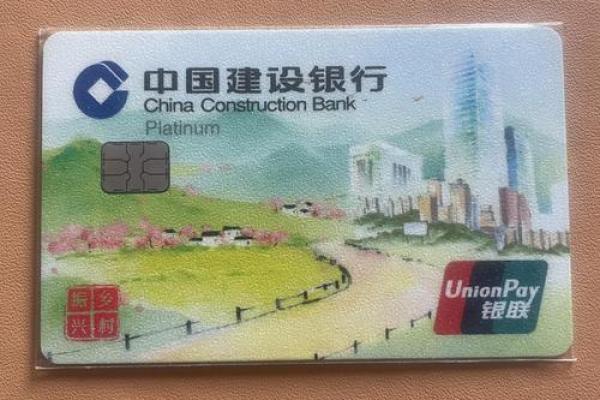 中国建设银行
China Construction Bank
Platinum
振乡
兴村
UnionPay
银联